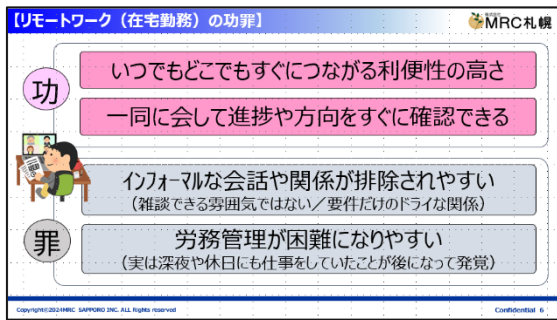 【リモートワーク（在宅勤務）の功罪】
株式会社
MRC札幌
功
いつでもどこでもすぐにつながる利便性の高さ
一同に会して進捗や方向をすぐに確認できる
インフォーマルな会話や関係が排除されやすい
（雑談できる雰囲気ではない／要件だけのドライな関係）
罪
労務管理が困難になりやすい
（実は深夜や休日にも仕事をしていたことが後になって発覚）
Copyright©2024MRC SAPPORO INC. ALL Rights reserved
Confidential 6